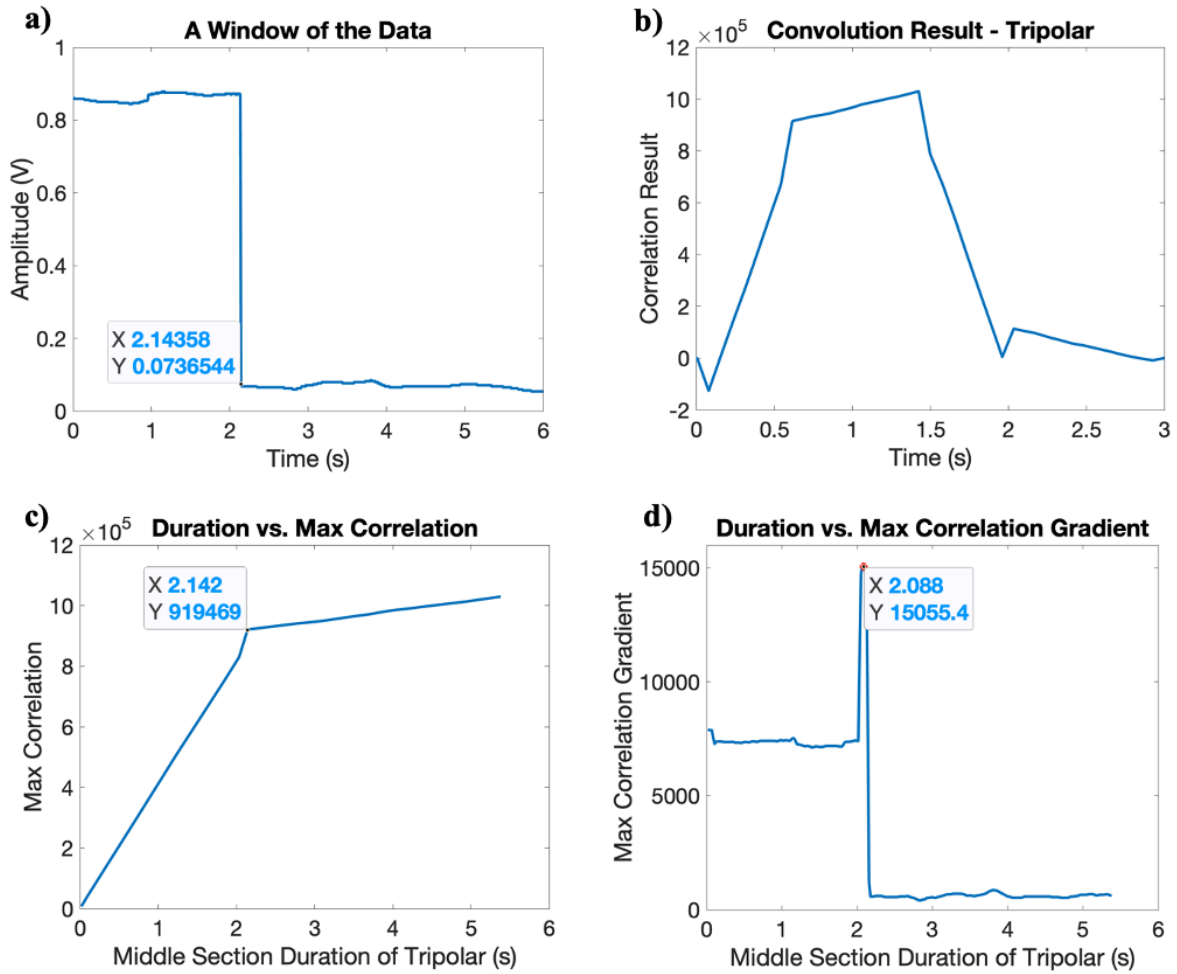 a)
A Window of the Data
1
0.8
0.6
0.4
0.2
0
Amplitude (V)
X 2.14358
Y 0.0736544
0 1 2 3 4 5 6
Time (s)
b)
×10⁵ Convolution Result - Tripolar
12
10
8
6
4
2
0
-2
Correlation Result
0 0.5 1 1.5 2 2.5 3
Time (s)
c)
×10⁵ Duration vs. Max Correlation
12
10
8
6
4
2
0
Max Correlation
X 2.142
Y 919469
0 1 2 3 4 5 6
Middle Section Duration of Tripolar (s)
d)
Duration vs. Max Correlation Gradient
15000
10000
5000
0
Max Correlation Gradient
X 2.088
Y 15055.4
0 1 2 3 4 5 6
Middle Section Duration of Tripolar (s)